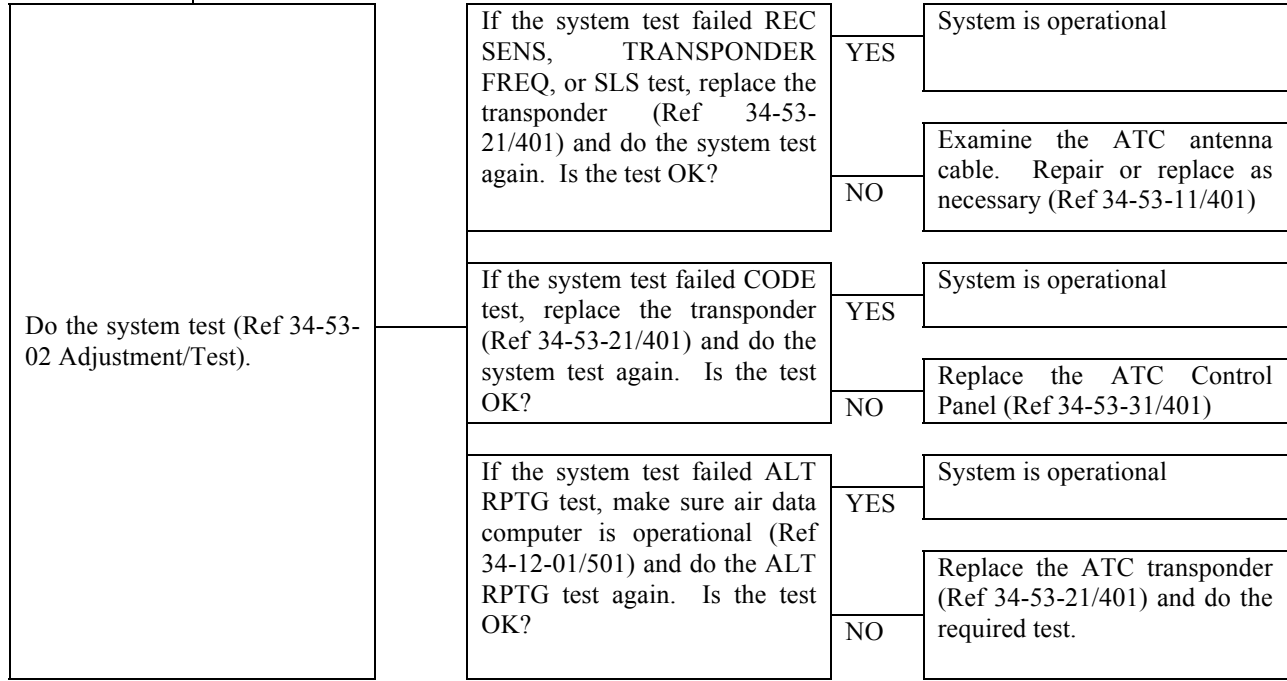 Do the system test (Ref 34-53-
02 Adjustment/Test).
If the system test failed REC
SENS, TRANSPONDER
FREQ, or SLS test, replace the
transponder (Ref 34-53-
21/401) and do the system test
again. Is the test OK?
YES
System is operational
NO
Examine the ATC antenna
cable. Repair or replace as
necessary (Ref 34-53-11/401)
If the system test failed CODE
test, replace the transponder
(Ref 34-53-21/401) and do the
system test again. Is the test
OK?
YES
System is operational
NO
Replace the ATC Control
Panel (Ref 34-53-31/401)
If the system test failed ALT
RPTG test, make sure air data
computer is operational (Ref
34-12-01/501) and do the ALT
RPTG test again. Is the test
OK?
YES
System is operational
NO
Replace the ATC transponder
(Ref 34-53-21/401) and do the
required test.